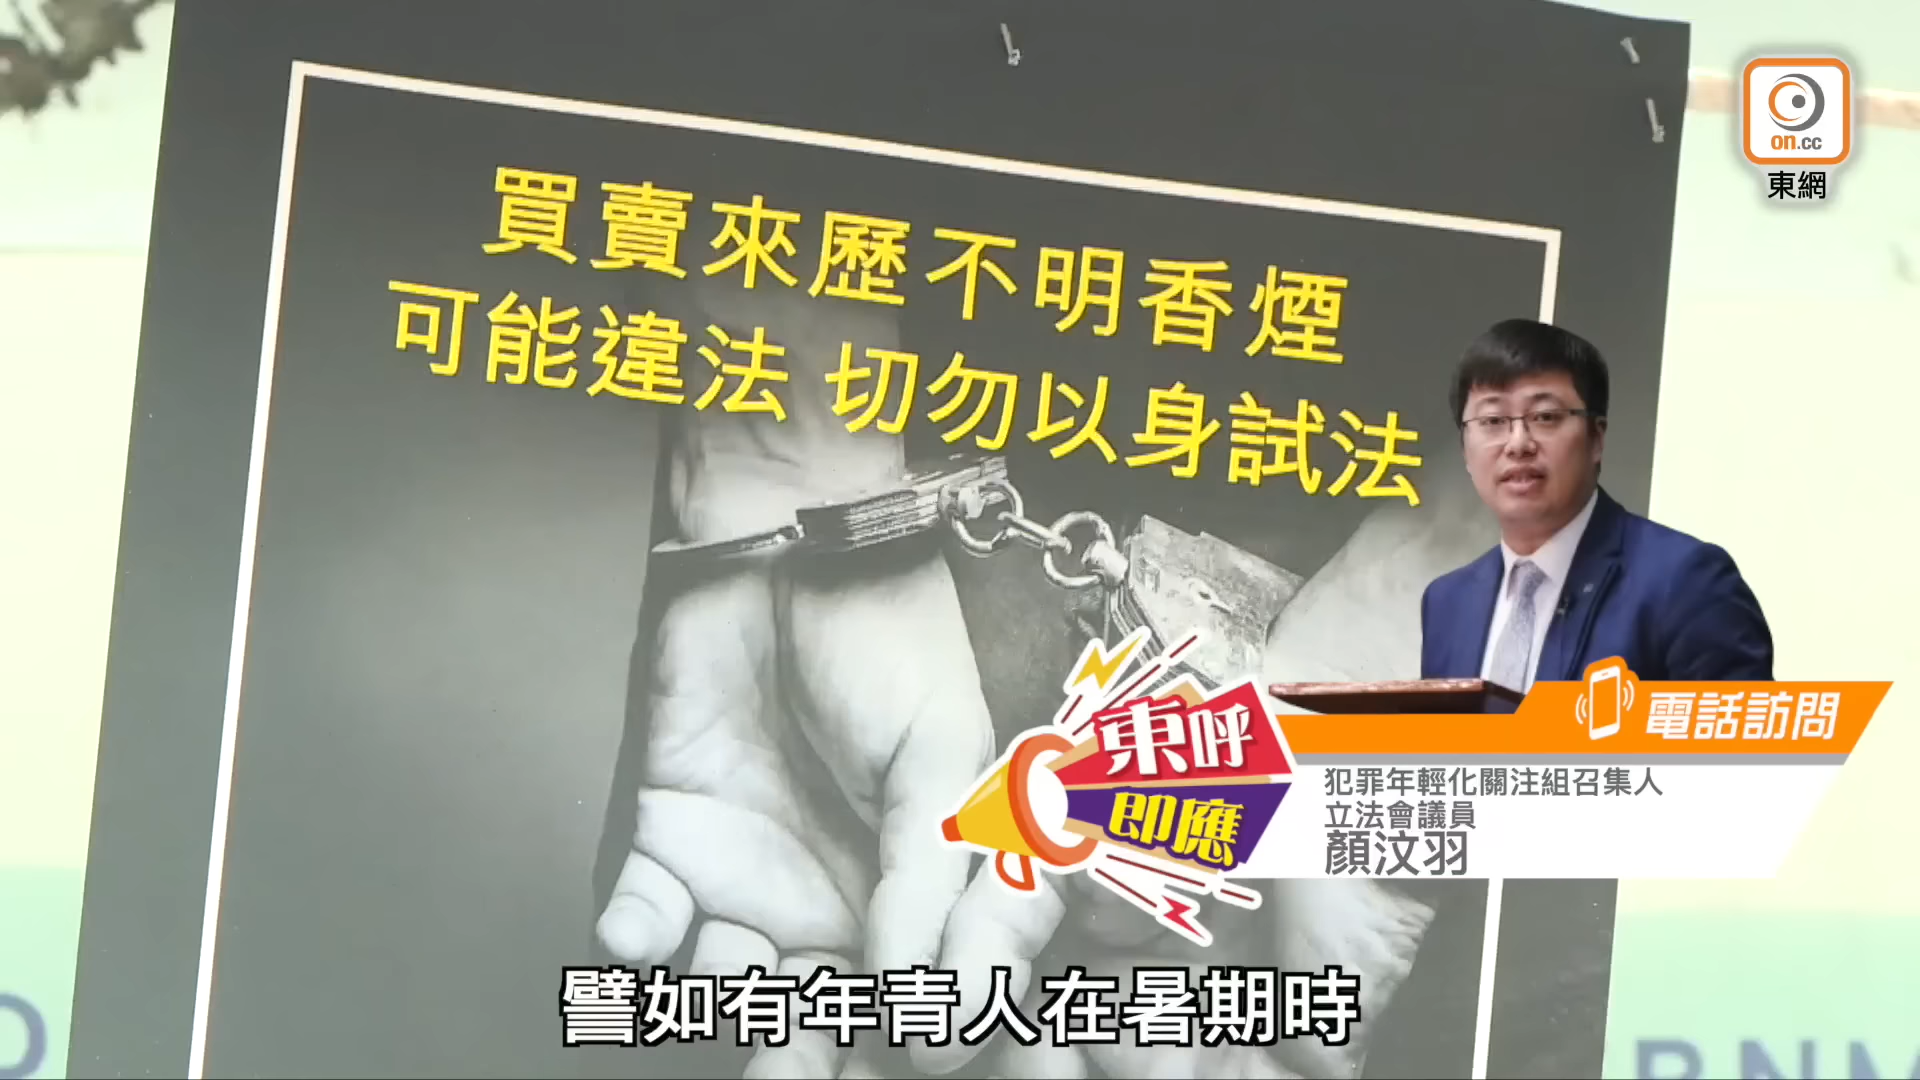 買賣來歷不明香煙
可能違法 切勿以身試法
on.cc
東網
電話訪問
東呼
即應
犯罪年輕化關注組召集人
立法會議員
顏汶羽
譬如有年青人在暑期時